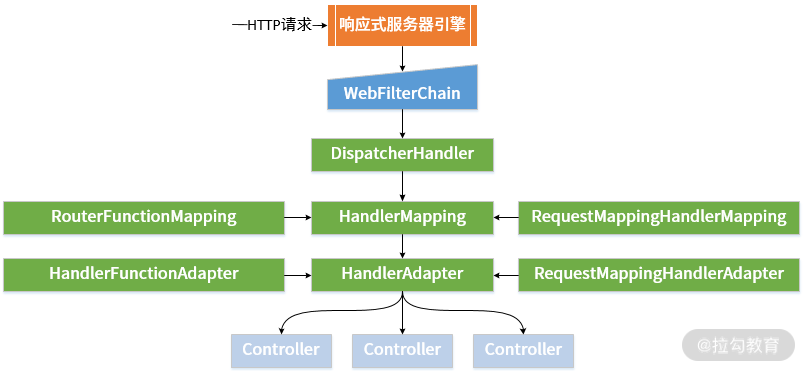 HTTP请求
响应式服务器引擎
WebFilterChain
DispatcherHandler
RouterFunctionMapping
HandlerMapping
RequestMappingHandlerMapping
HandlerFunctionAdapter
HandlerAdapter
RequestMappingHandlerAdapter
Controller
Controller
Controller
@拉勾教育